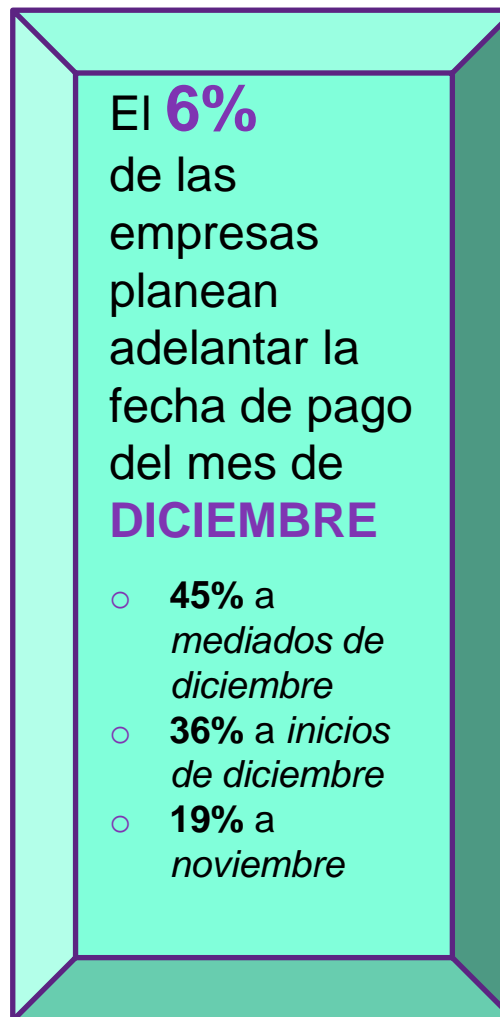 El 6%
de las
empresas
planean
adelantar la
fecha de pago
del mes de
DICIEMBRE
○ 45% a
mediados de
diciembre
○ 36% a inicios
de diciembre
○ 19% a
noviembre